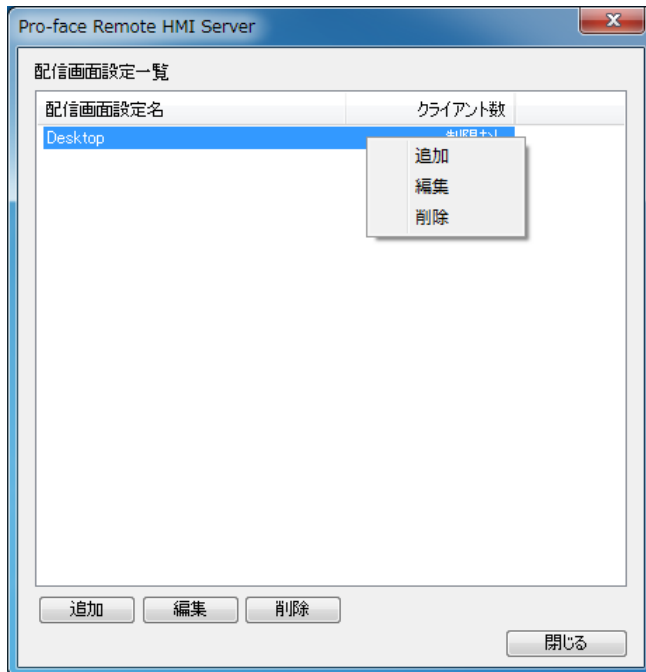 Pro-face Remote HMI Server
配信画面設定一覧
配信画面設定名 クライアント数
Desktop
追加
編集
削除
追加 編集 削除
閉じる